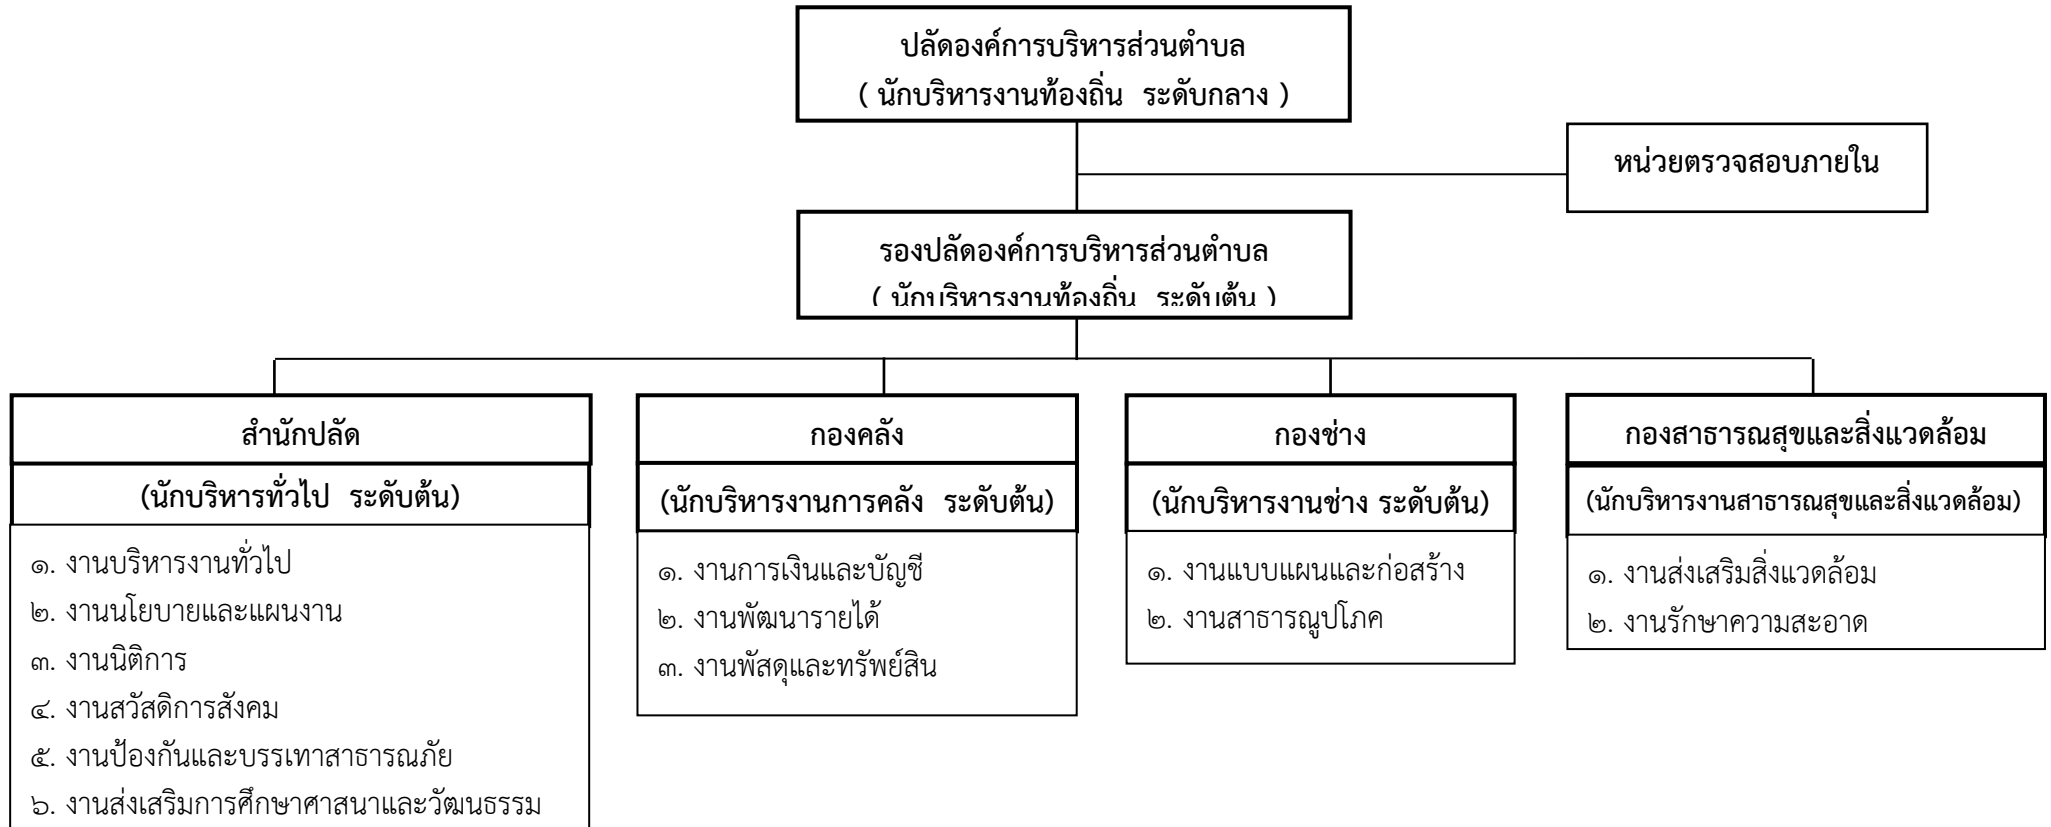 ปลัดองค์การบริหารส่วนตำบล
( นักบริหารงานท้องถิ่น ระดับกลาง )
หน่วยตรวจสอบภายใน
รองปลัดองค์การบริหารส่วนตำบล
( นักบริหารงานท้องถิ่น ระดับต้น )
สำนักปลัด
(นักบริหารทั่วไป ระดับต้น)
๑. งานบริหารงานทั่วไป
๒. งานนโยบายและแผนงาน
๓. งานนิติการ
๔. งานสวัสดิการสังคม
๕. งานป้องกันและบรรเทาสาธารณภัย
๖. งานส่งเสริมการศึกษาศาสนาและวัฒนธรรม
กองคลัง
(นักบริหารงานการคลัง ระดับต้น)
๑. งานการเงินและบัญชี
๒. งานพัฒนารายได้
๓. งานพัสดุและทรัพย์สิน
กองช่าง
(นักบริหารงานช่าง ระดับต้น)
๑. งานแบบแผนและก่อสร้าง
๒. งานสาธารณูปโภค
กองสาธารณสุขและสิ่งแวดล้อม
(นักบริหารงานสาธารณสุขและสิ่งแวดล้อม)
๑. งานส่งเสริมสิ่งแวดล้อม
๒. งานรักษาความสะอาด